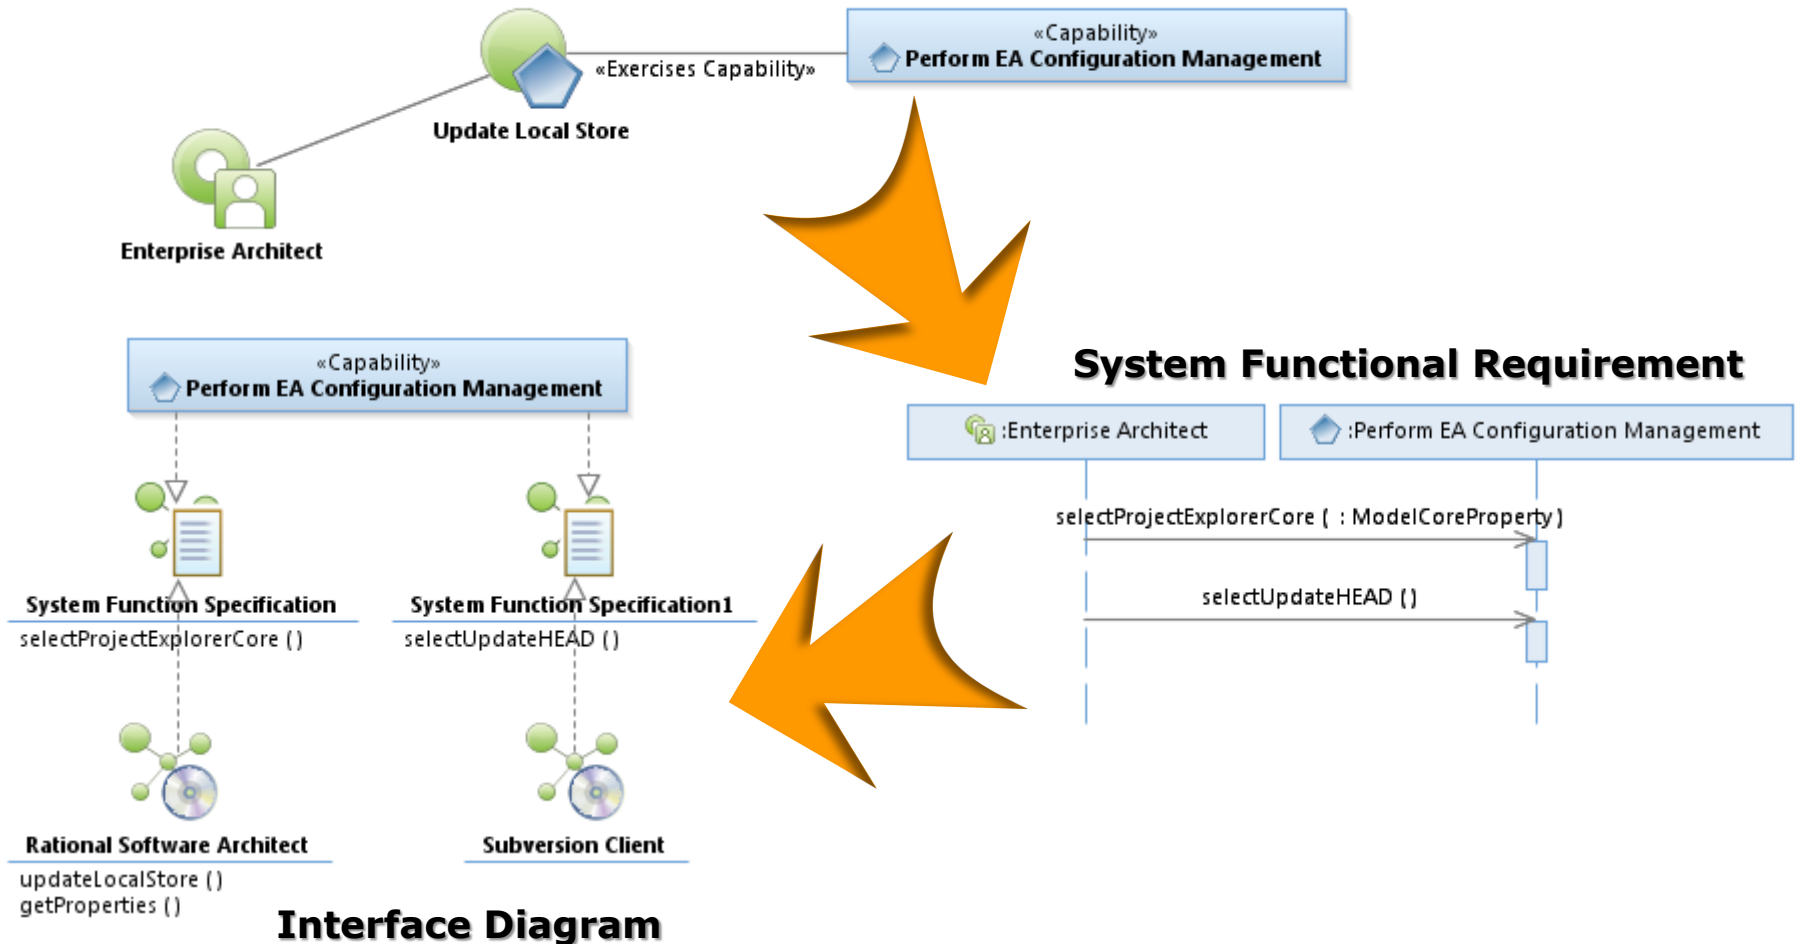 «Capability»
Perform EA Configuration Management
«Exercises Capability»
Update Local Store
Enterprise Architect
«Capability»
Perform EA Configuration Management
System Function Specification
selectProjectExplorerCore ( )
System Function Specification1
selectUpdateHEAD ( )
Rational Software Architect
updateLocalStore ( )
getProperties ( )
Subversion Client
Interface Diagram
System Functional Requirement
:Enterprise Architect
:Perform EA Configuration Management
selectProjectExplorerCore ( : ModelCoreProperty )
selectUpdateHEAD ( )